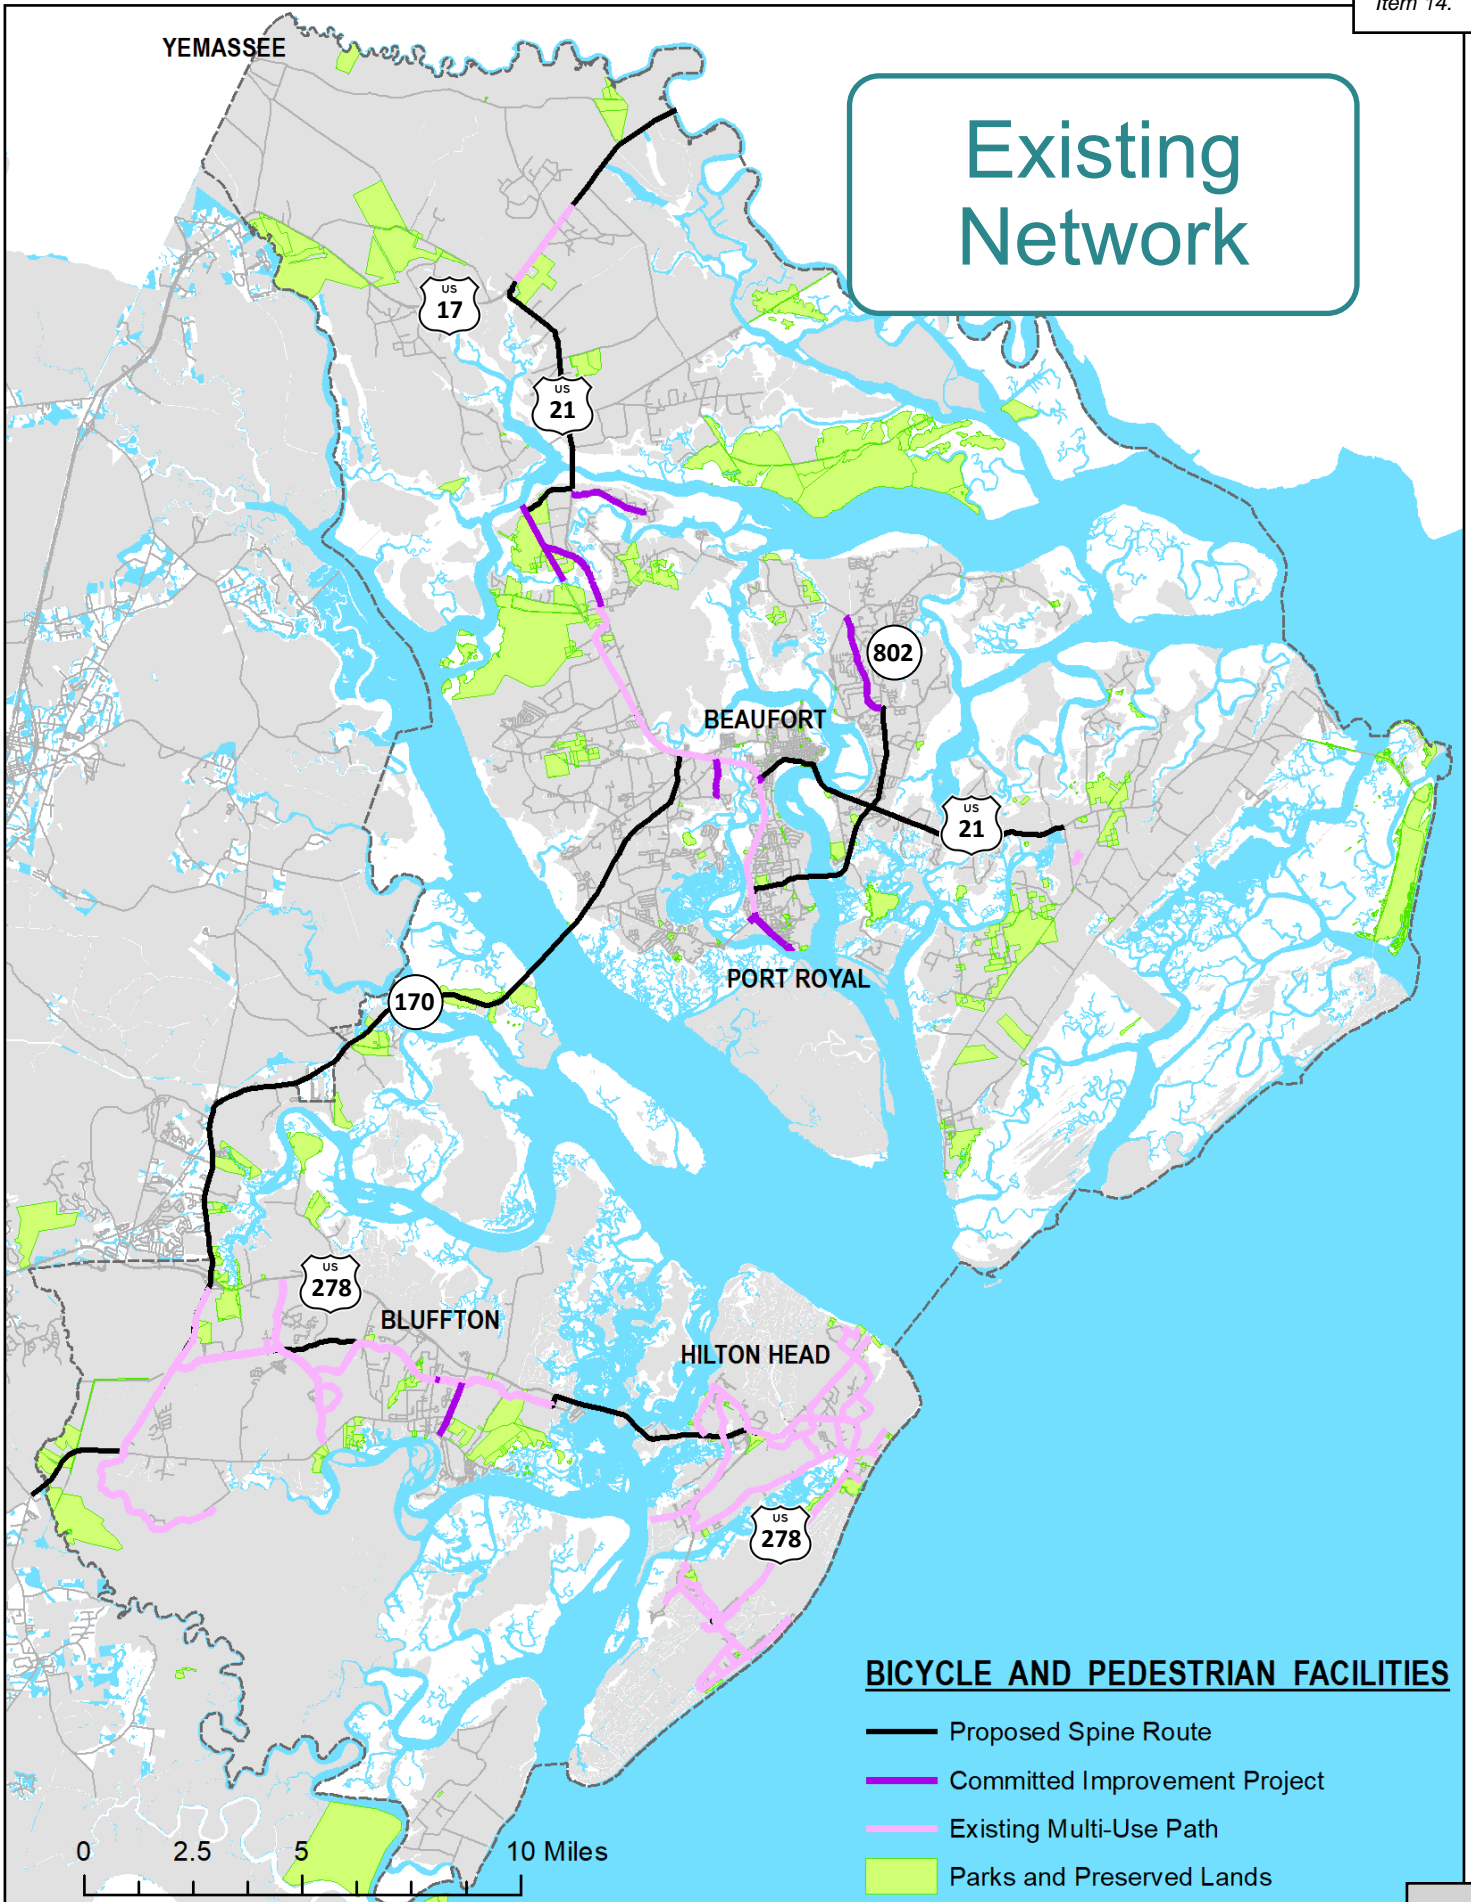 Item 14.
YEMASSEE
Existing
Network
US
17
US
21
802
BEAUFORT
US
21
PORT ROYAL
170
US
278
BLUFFTON
HILTON HEAD
US
278
BICYCLE AND PEDESTRIAN FACILITIES
Proposed Spine Route
Committed Improvement Project
Existing Multi-Use Path
Parks and Preserved Lands
0 2.5 5 10 Miles